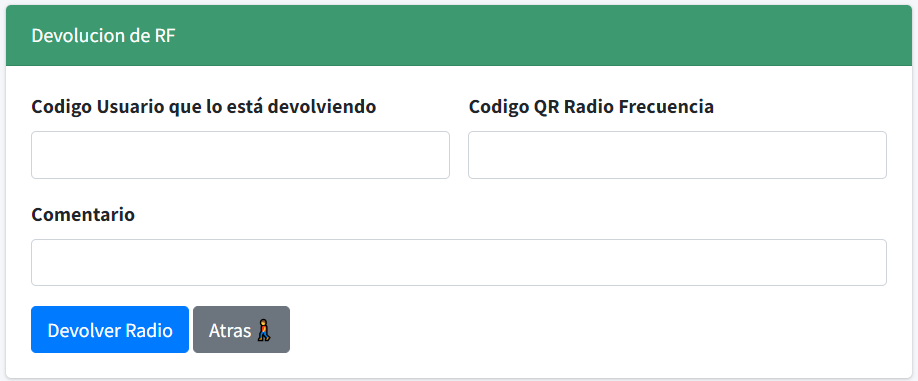 Devolucion de RF
Codigo Usuario que lo está devolviendo
Codigo QR Radio Frecuencia
Comentario
Devolver Radio
Atras